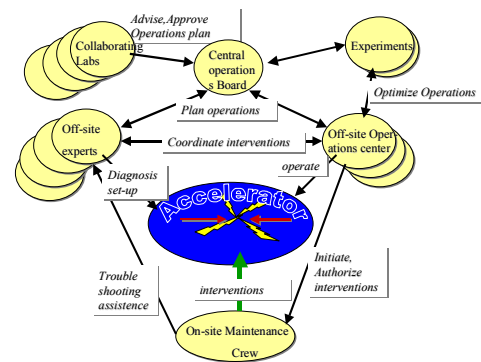 Advise,Approve
Operations plan
Collaborating
Labs
Central
operation
s Board
Experiments
Plan operations
Optimize Operations
Off-site
experts
Coordinate interventions
Off-site Oper-
ations center
Diagnosis
set-up
operate
Accelerator
Trouble
shooting
assistence
interventions
Initiate,
Authorize
interventions
On-site Maintenance
Crew